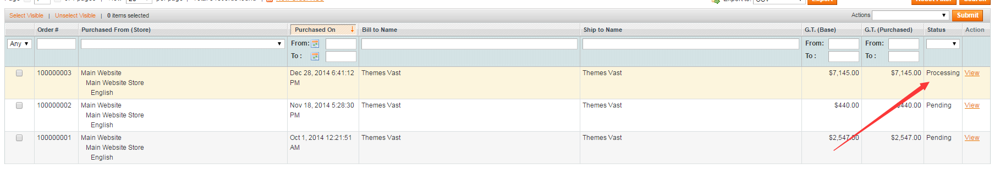 Select Visible | Unselect Visible | 0 items selected Actions Submit
Order # Purchased From (Store) Purchased On Bill to Name Ship to Name G.T. (Base) G.T. (Purchased) Status Action
Any From: From: From:
To : To : To :
100000003 Main Website Dec 28, 2014 6:41:12 Themes Vast Themes Vast $7,145.00 $7,145.00 Processing View
Main Website Store PM
English
100000002 Main Website Nov 18, 2014 5:28:30 Themes Vast Themes Vast $440.00 $440.00 Pending View
Main Website Store PM
English
100000001 Main Website Oct 1, 2014 12:21:51 Themes Vast Themes Vast $2,547.00 $2,547.00 Pending View
Main Website Store AM
English